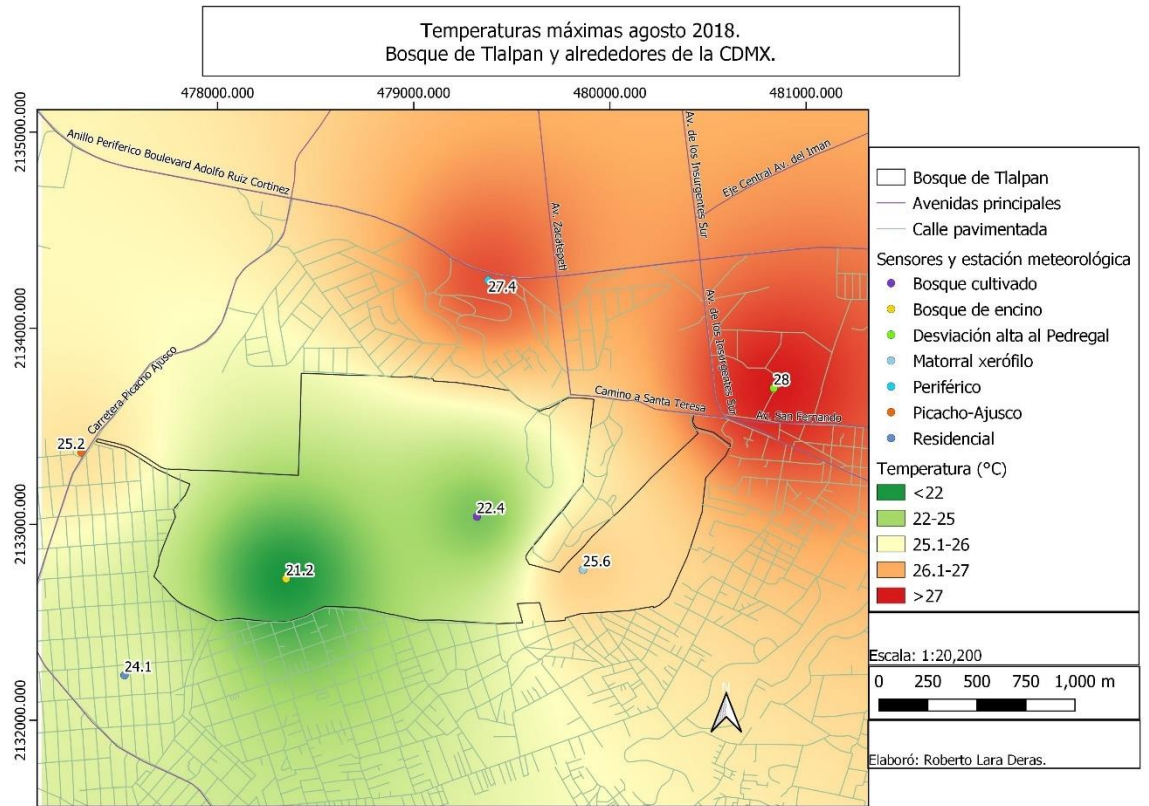 Temperaturas máximas agosto 2018.
Bosque de Tlalpan y alrededores de la CDMX.
478000.000
479000.000
480000.000
481000.000
2135000.000
2134000.000
2133000.000
2132000.000
Anillo Periferico Boulevard Adolfo Ruiz Cortinez
Av. de los Insurgentes Sur
Eje Central Av. del Iman
Av. Zacatepetl
27.4
Av. de los Insurgentes Sur
28
Carretera-Picacho Ajusco
Camino a Santa Teresa
Av. San Fernando
25.2
22.4
25.6
21.2
24.1
N
Bosque de Tlalpan
Avenidas principales
Calle pavimentada
Sensores y estación meteorológica
Bosque cultivado
Bosque de encino
Desviación alta al Pedregal
Matorral xerófilo
Periférico
Picacho-Ajusco
Residencial
Temperatura (°C)
<22
22-25
25.1-26
26.1-27
>27
Escala: 1:20,200
0 250 500 750 1,000 m
Elaboró: Roberto Lara Deras.